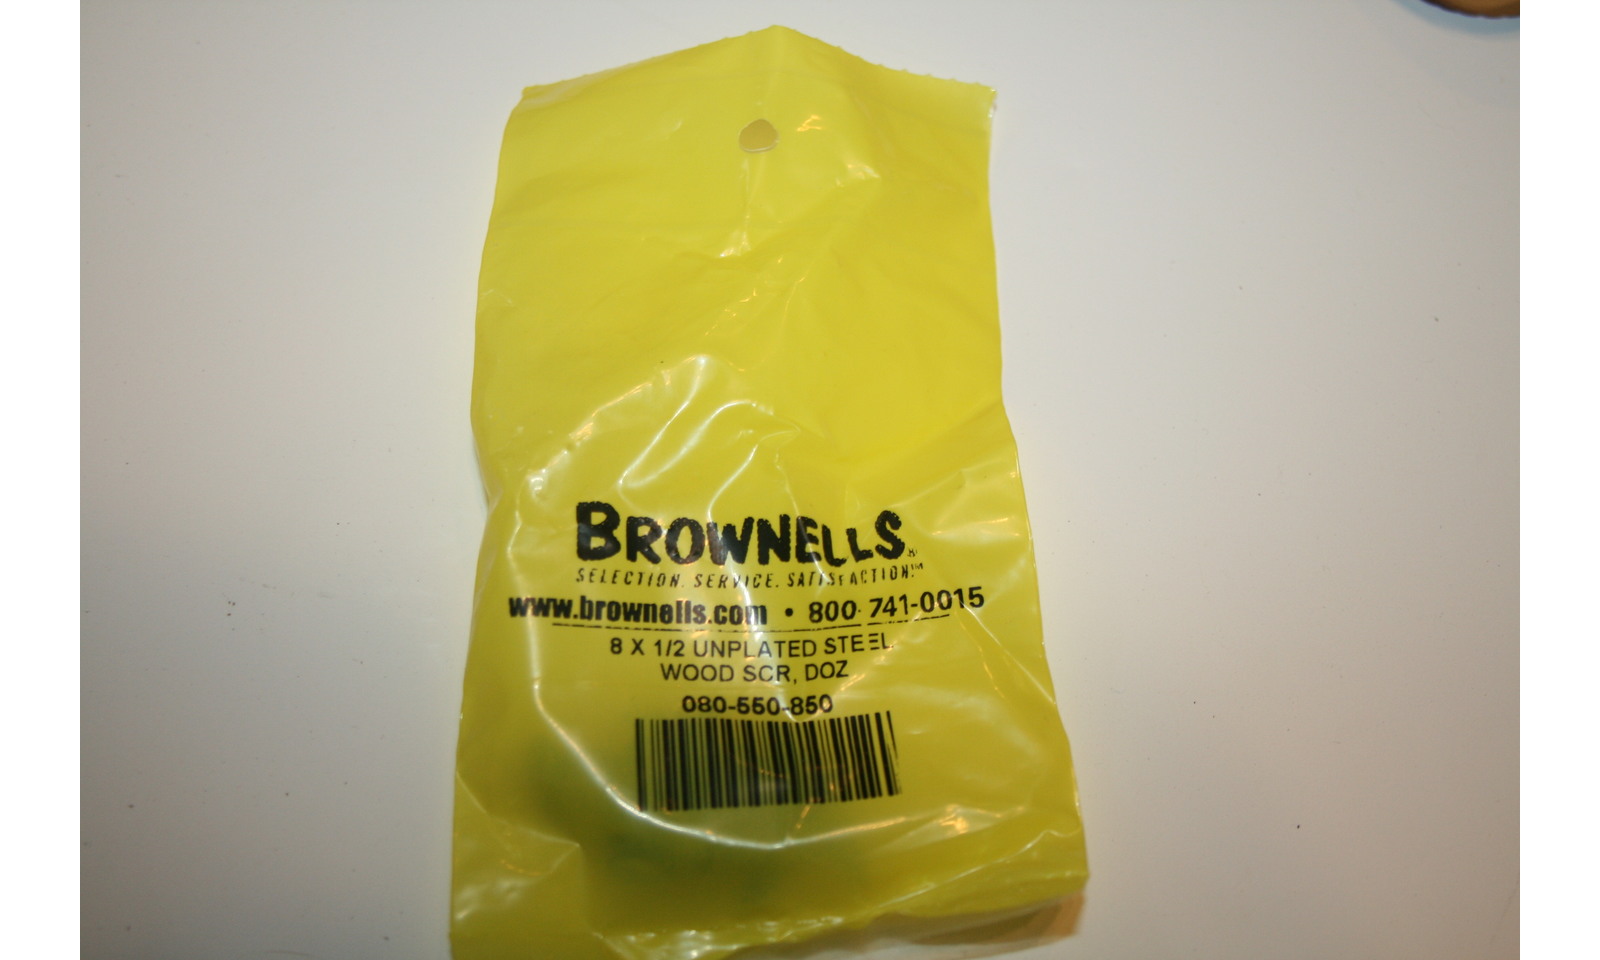 BROWNELLS®
SELECTION. SERVICE. SATISFACTION.™
www.brownells.com • 800-741-0015
8 X 1/2 UNPLATED STEEL
WOOD SCR, DOZ
080-550-850